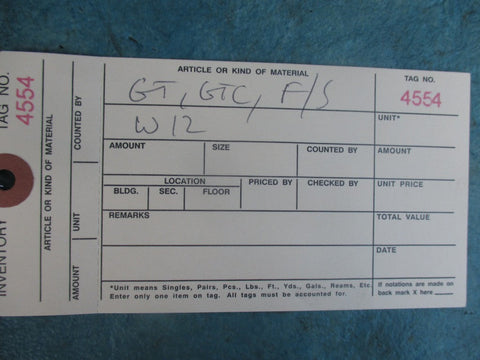 INVENTORY
TAG NO.
4554
ARTICLE OR KIND OF MATERIAL
AMOUNT
UNIT
COUNTED BY
ARTICLE OR KIND OF MATERIAL
GT, GTC, F/S
W12
TAG NO.
4554
UNIT*
AMOUNT
SIZE
COUNTED BY
AMOUNT
LOCATION
BLDG.
SEC.
FLOOR
PRICED BY
CHECKED BY
UNIT PRICE
REMARKS
TOTAL VALUE
DATE
*Unit means Singles, Pairs, Pcs., Lbs., Ft., Yds., Gals., Reams, Etc.
Enter only one item on tag. All tags must be accounted for.
If notations are made on
back mark X here